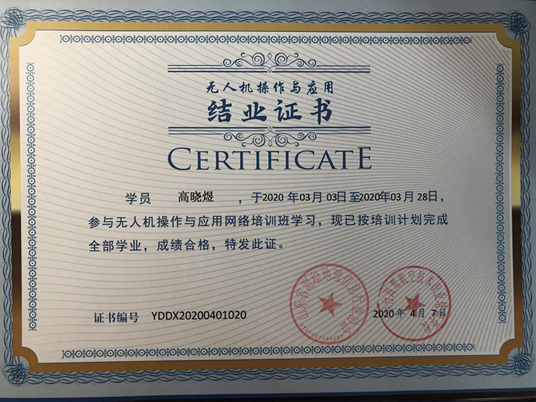 无人机操作与应用
结业证书
CERTIFICATE
学员 高晓煜 ，于2020 年03月 03日至2020年03月 28日，
参与无人机操作与应用网络培训班学习，现已按培训计划完成
全部学业，成绩合格，特发此证。
证书编号 YDDX20200401020
2020 年 4 月 7 日